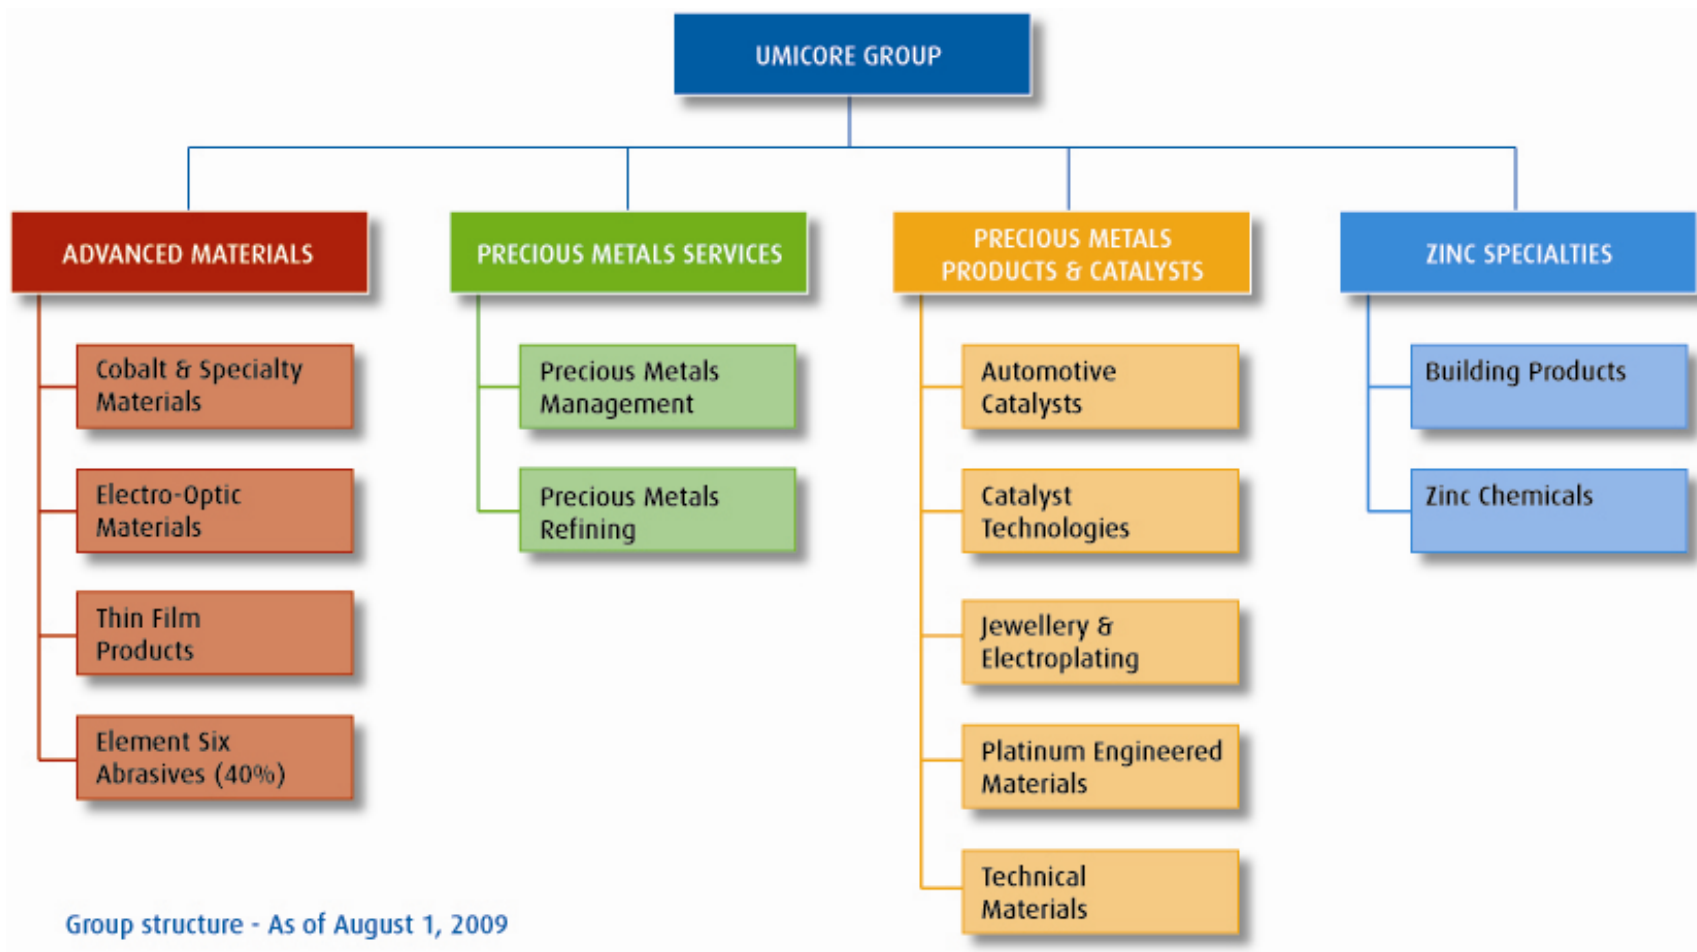 UMICORE GROUP
ADVANCED MATERIALS
Cobalt & Specialty
Materials
Electro-Optic
Materials
Thin Film
Products
Element Six
Abrasives (40%)
PRECIOUS METALS SERVICES
Precious Metals
Management
Precious Metals
Refining
PRECIOUS METALS
PRODUCTS & CATALYSTS
Automotive
Catalysts
Catalyst
Technologies
Jewellery &
Electroplating
Platinum Engineered
Materials
Technical
Materials
ZINC SPECIALTIES
Building Products
Zinc Chemicals
Group structure - As of August 1, 2009